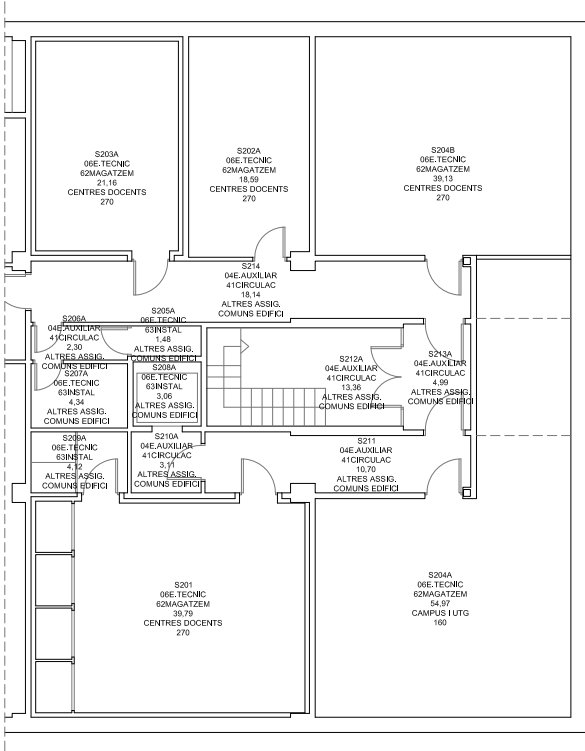 S203A
06E.TECNIC
62MAGATZEM
21,16
CENTRES DOCENTS
270
S202A
06E.TECNIC
62MAGATZEM
18,59
CENTRES DOCENTS
270
S204B
06E.TECNIC
62MAGATZEM
39,13
CENTRES DOCENTS
270
S214
04E.AUXILIAR
41CIRCULAC
18,14
ALTRES ASSIG.
COMUNS EDIFICI
S206A
04E.AUXILIAR
41CIRCULAC
2,30
ALTRES ASSIG.
COMUNS EDIFICI
S205A
06E.TECNIC
63INSTAL
1,48
ALTRES ASSIG.
COMUNS EDIFICI
S207A
06E.TECNIC
63INSTAL
4,34
ALTRES ASSIG.
COMUNS EDIFICI
S208A
06E.TECNIC
63INSTAL
3,06
ALTRES ASSIG.
COMUNS EDIFICI
S212A
04E.AUXILIAR
41CIRCULAC
13,36
ALTRES ASSIG.
COMUNS EDIFICI
S213A
04E.AUXILIAR
41CIRCULAC
4,99
ALTRES ASSIG.
COMUNS EDIFICI
S209A
06E.TECNIC
63INSTAL
4,12
ALTRES ASSIG.
COMUNS EDIFICI
S210A
04E.AUXILIAR
41CIRCULAC
3,11
ALTRES ASSIG.
COMUNS EDIFICI
S211
04E.AUXILIAR
41CIRCULAC
10,70
ALTRES ASSIG.
COMUNS EDIFICI
S201
06E.TECNIC
62MAGATZEM
39,79
CENTRES DOCENTS
270
S204A
06E.TECNIC
62MAGATZEM
54,97
CAMPUS I UTG
160